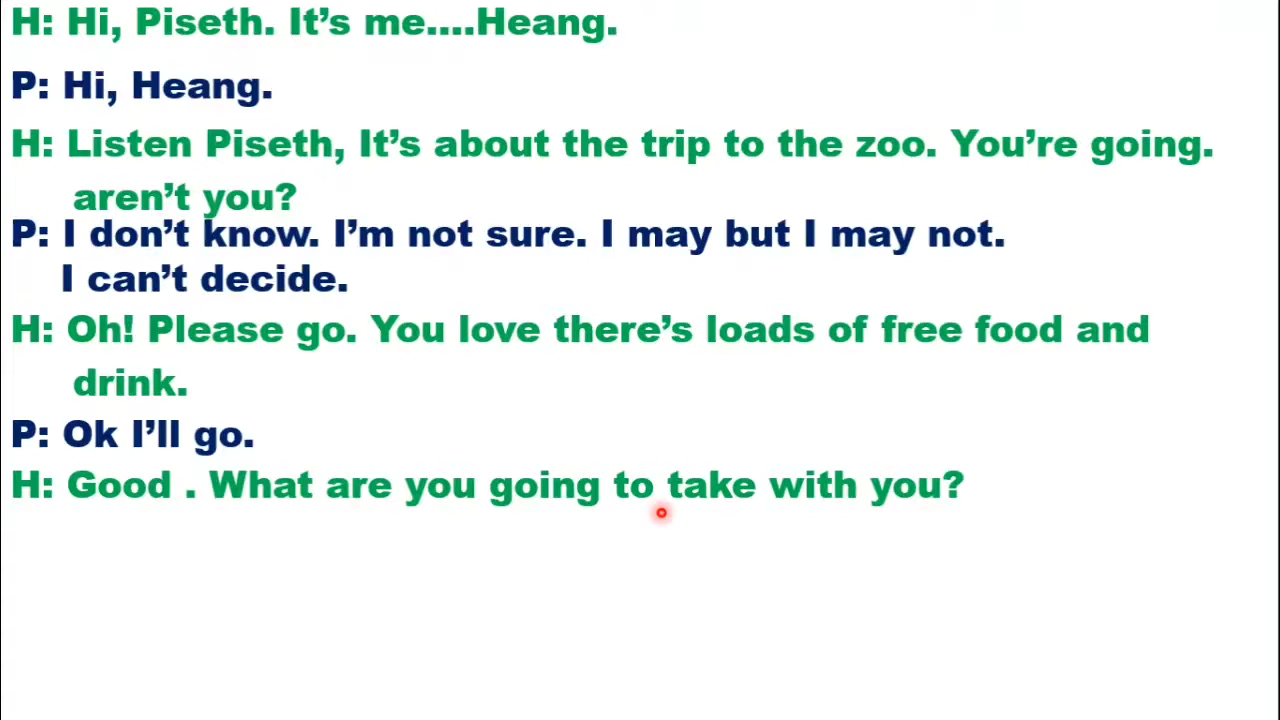 H: Hi, Piseth. It’s me....Heang.
P: Hi, Heang.
H: Listen Piseth, It’s about the trip to the zoo. You’re going.
aren’t you?
P: I don’t know. I’m not sure. I may but I may not.
I can’t decide.
H: Oh! Please go. You love there’s loads of free food and
drink.
P: Ok I’ll go.
H: Good . What are you going to take with you?